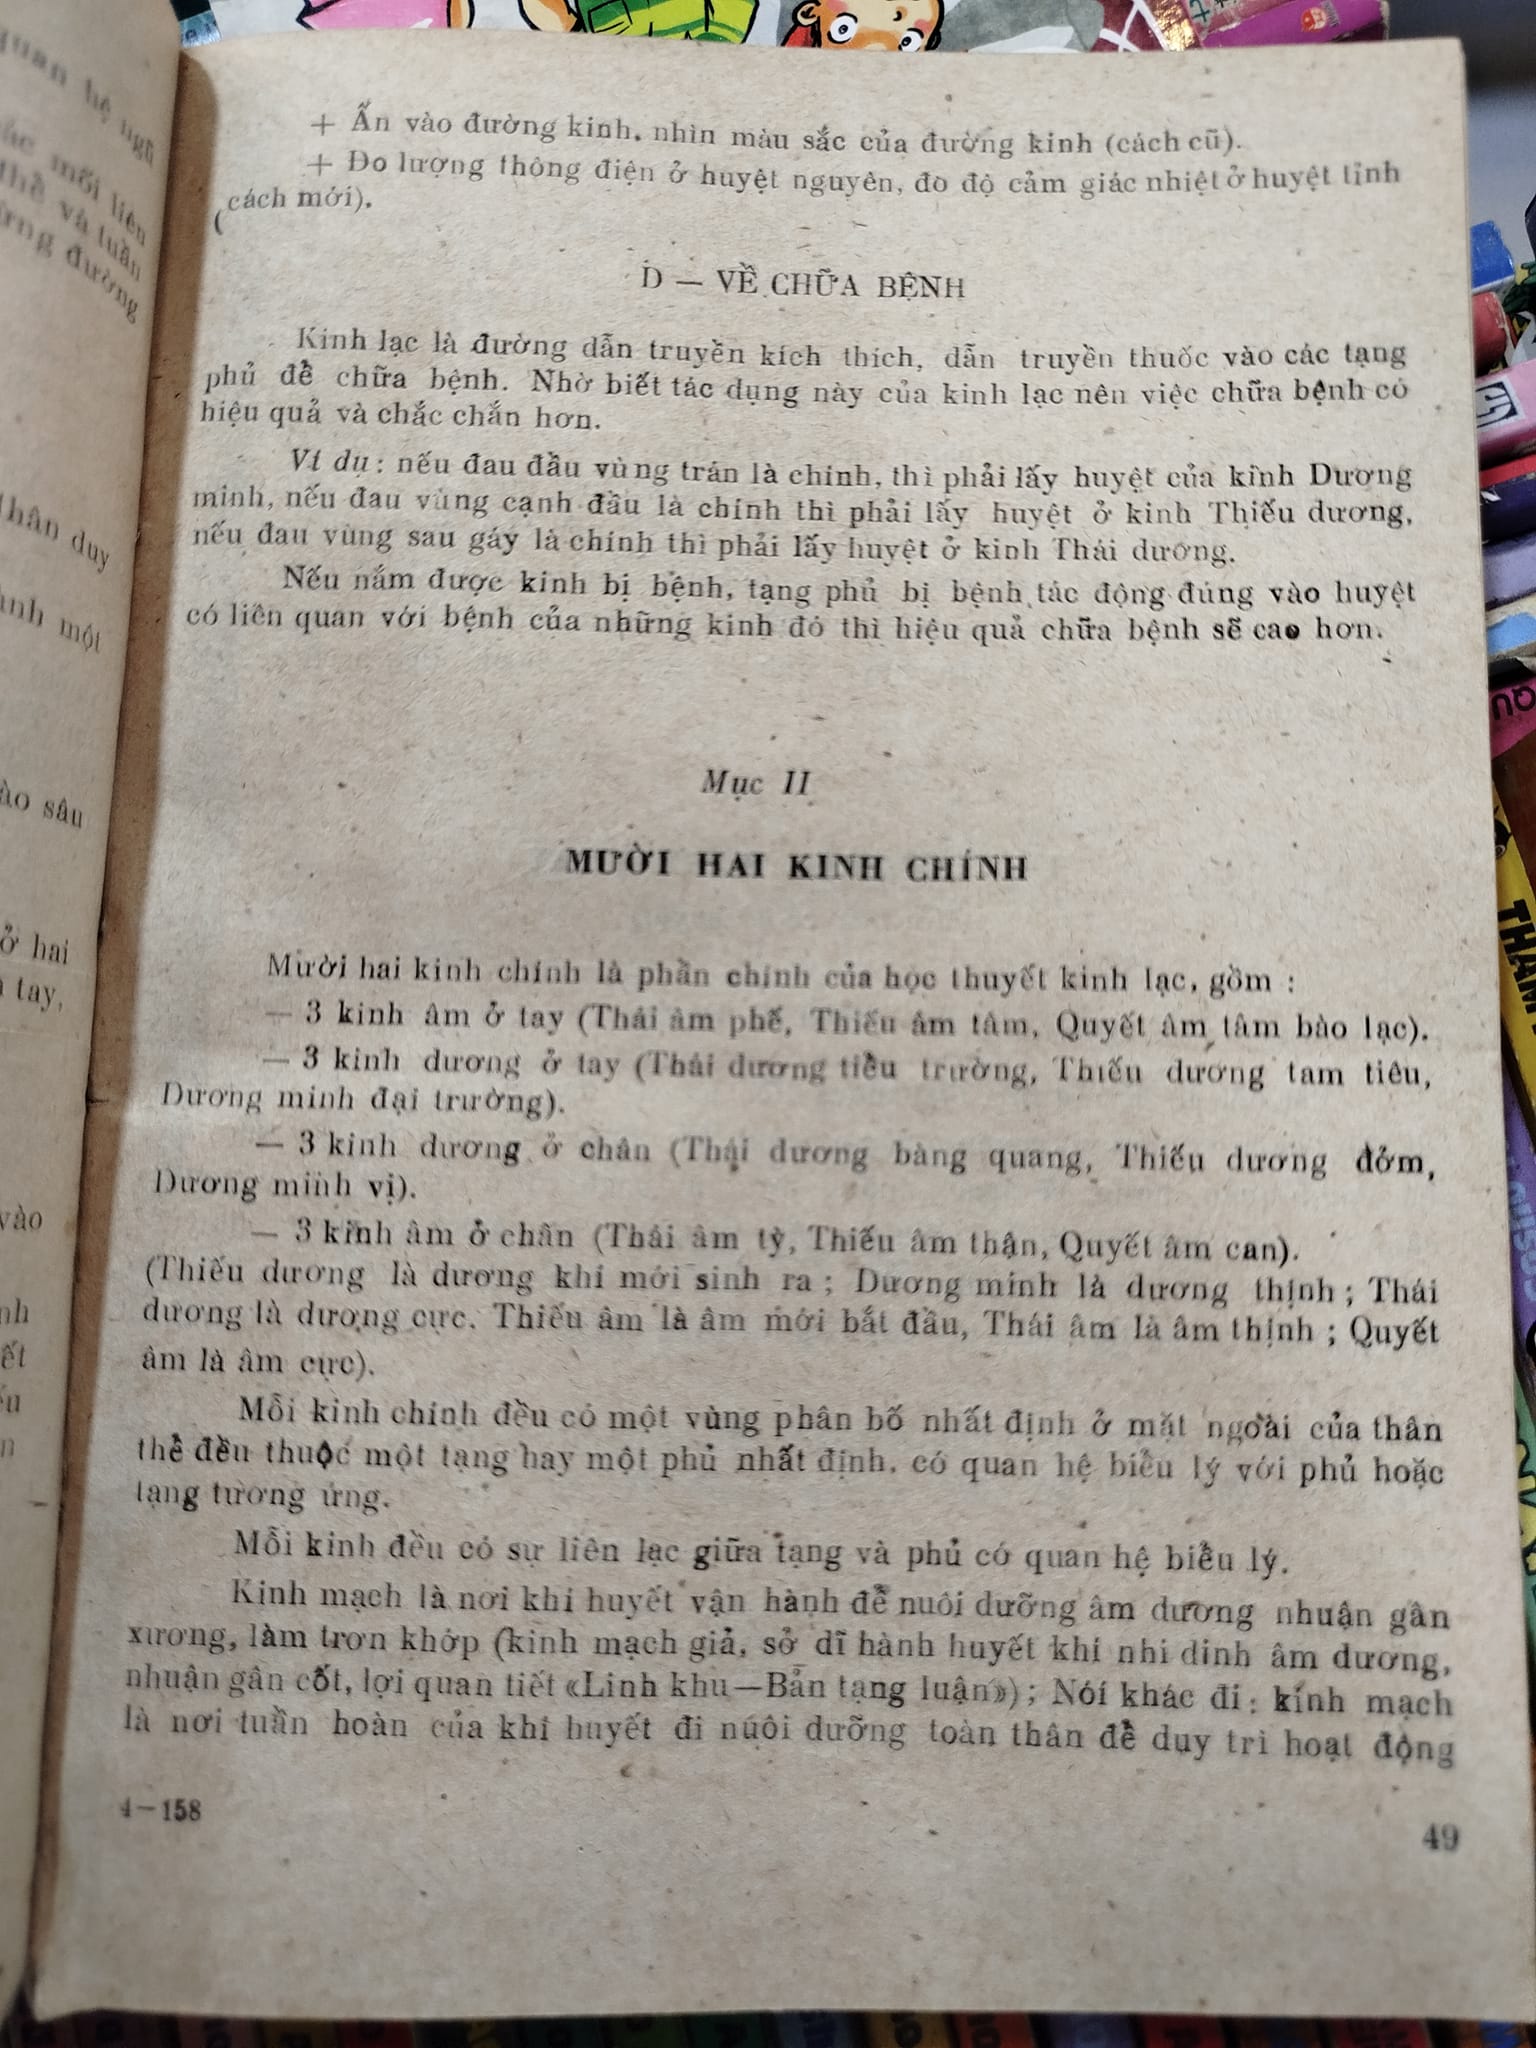 + Ấn vào đường kinh, nhìn màu sắc của đường kinh (cách cũ).
+ Đo lượng thông điện ở huyệt nguyên, đo độ cảm giác nhiệt ở huyệt tỉnh
(cách mới).
D — VỀ CHỮA BỆNH
Kinh lạc là đường dẫn truyền kích thích, dẫn truyền thuốc vào các tạng
phủ để chữa bệnh. Nhờ biết tác dụng này của kinh lạc nên việc chữa bệnh có
hiệu quả và chắc chắn hơn.
Ví dụ : nếu đau đầu vùng trán là chính, thì phải lấy huyệt của kinh Dương
minh, nếu đau vùng cạnh đầu là chính thì phải lấy huyệt ở kinh Thiếu dương,
nếu đau vùng sau gáy là chính thì phải lấy huyệt ở kinh Thái dương.
Nếu nắm được kinh bị bệnh, tạng phủ bị bệnh tác động đúng vào huyệt
có liên quan với bệnh của những kinh đó thì hiệu quả chữa bệnh sẽ cao hơn.
Mục II
MƯỜI HAI KINH CHÍNH
Mười hai kinh chính là phần chính của học thuyết kinh lạc, gồm :
— 3 kinh âm ở tay (Thái âm phế, Thiếu âm tâm, Quyết âm tâm bào lạc).
— 3 kinh dương ở tay (Thái dương tiểu trường, Thiếu dương tam tiêu,
Dương minh đại trường).
— 3 kinh dương ở chân (Thái dương bàng quang, Thiếu dương đởm,
Dương minh vị).
— 3 kinh âm ở chân (Thái âm tỳ, Thiếu âm thận, Quyết âm can).
(Thiếu dương là dương khí mới sinh ra ; Dương minh là dương thịnh ; Thái
dương là dương cực. Thiếu âm là âm mới bắt đầu, Thái âm là âm thịnh ; Quyết
âm là âm cực).
Mỗi kinh chính đều có một vùng phân bố nhất định ở mặt ngoài của thân
thể đều thuộc một tạng hay một phủ nhất định, có quan hệ biểu lý với phủ hoặc
tạng tương ứng.
Mỗi kinh đều có sự liên lạc giữa tạng và phủ có quan hệ biểu lý.
Kinh mạch là nơi khí huyết vận hành để nuôi dưỡng âm dương nhuận gân
xương, làm trơn khớp (kinh mạch giả, sở dĩ hành huyết khí nhi dinh âm dương,
nhuận gân cốt, lợi quan tiết «Linh khu—Bản tạng luận») ; Nói khác đi : kinh mạch
là nơi tuần hoàn của khí huyết đi nuôi dưỡng toàn thân để duy trì hoạt động
4—158
49
quan hệ ngũ
mối liên
thể và tuần
đường
thân duy
một
sâu
ở hai
tay,
vào
THÁM